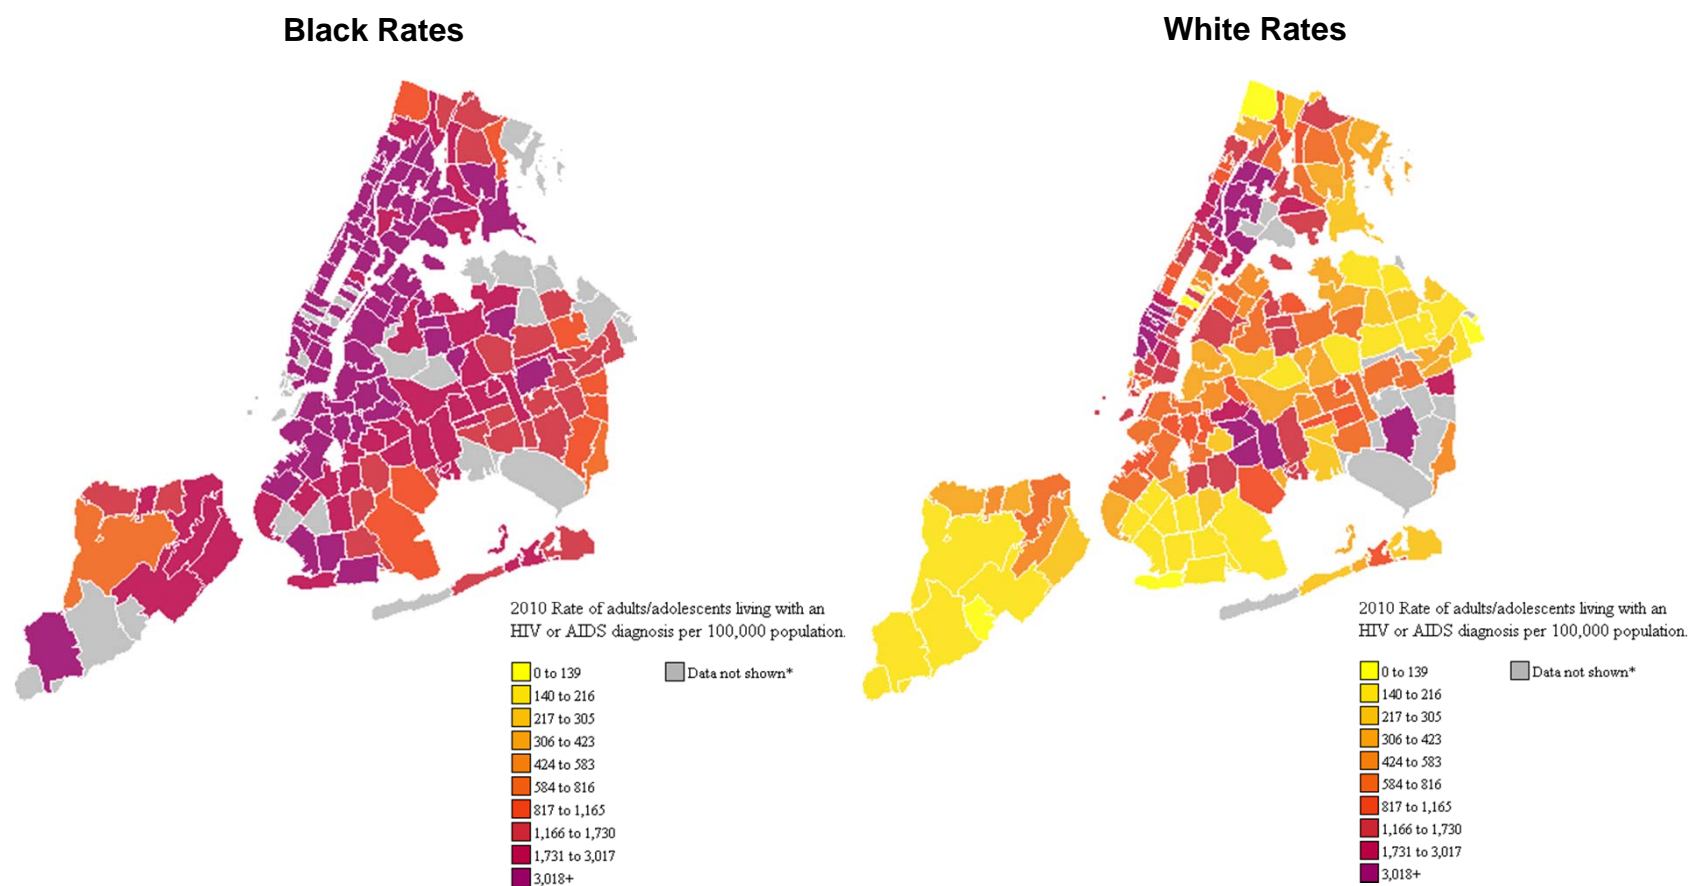 Black Rates
White Rates
2010 Rate of adults/adolescents living with an
HIV or AIDS diagnosis per 100,000 population.
0 to 139
Data not shown*
140 to 216
217 to 305
306 to 423
424 to 583
584 to 816
817 to 1,165
1,166 to 1,730
1,731 to 3,017
3,018+
2010 Rate of adults/adolescents living with an
HIV or AIDS diagnosis per 100,000 population.
0 to 139
Data not shown*
140 to 216
217 to 305
306 to 423
424 to 583
584 to 816
817 to 1,165
1,166 to 1,730
1,731 to 3,017
3,018+